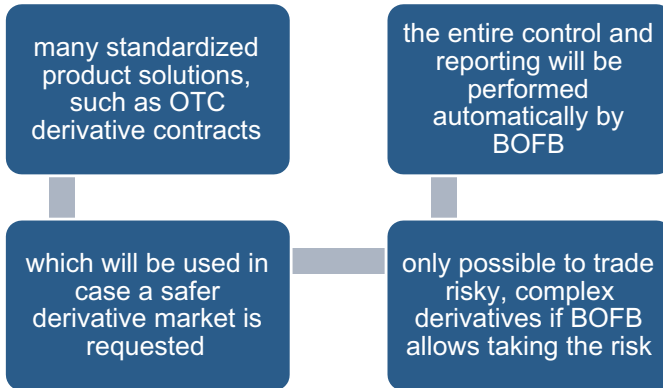 many standardized
product solutions,
such as OTC
derivative contracts
which will be used in
case a safer
derivative market is
requested
only possible to trade
risky, complex
derivatives if BOFB
allows taking the risk
the entire control and
reporting will be
performed
automatically by
BOFB